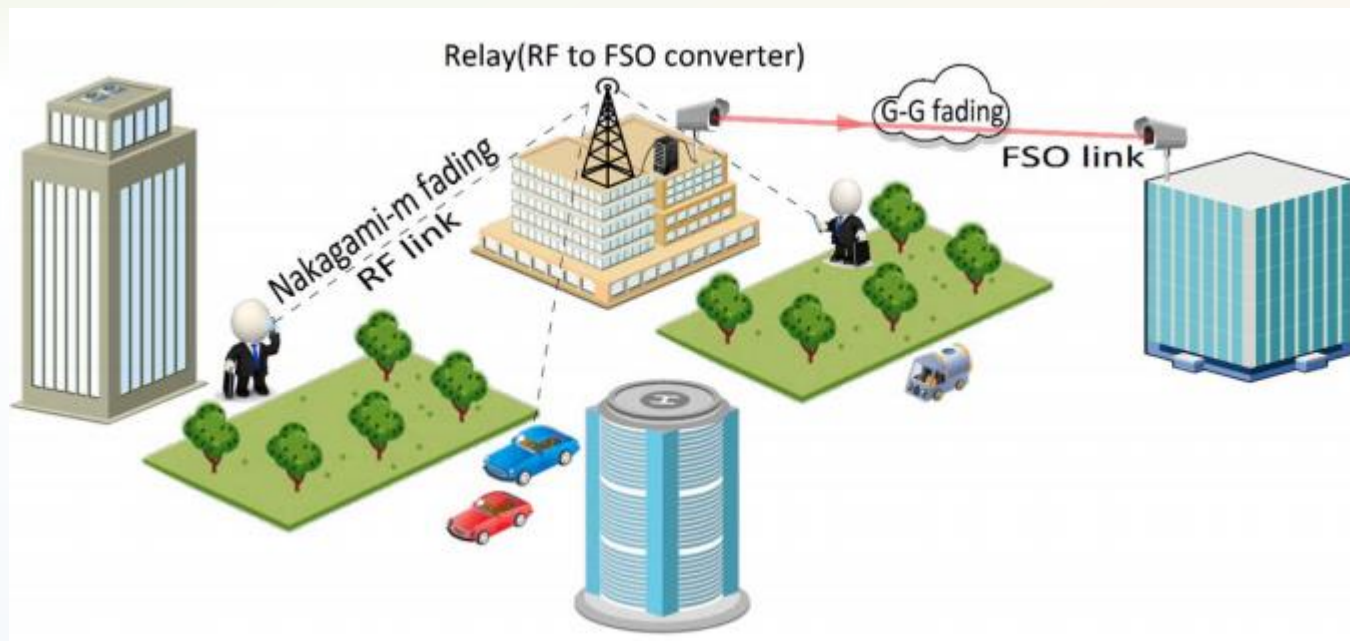 Relay(RF to FSO converter)
G-G fading
FSO link
Nakagami-m fading
RF link
H